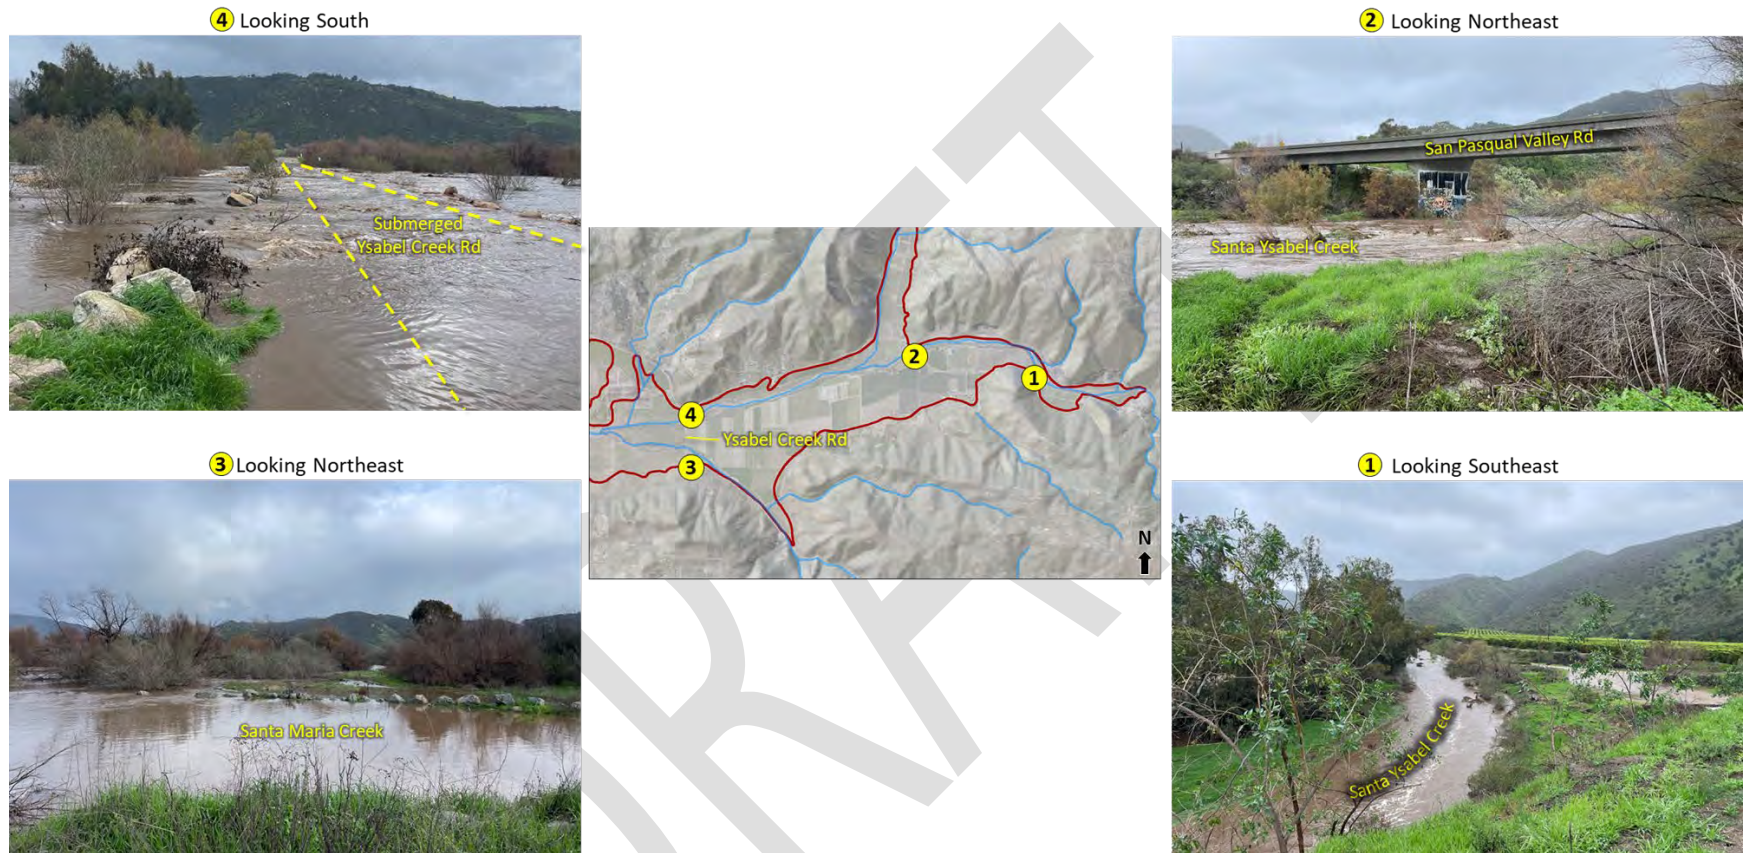 4 Looking South
Submerged
Ysabel Creek Rd
2 Looking Northeast
San Pasqual Valley Rd
Santa Ysabel Creek
2
1
4
Ysabel Creek Rd
3
N
3 Looking Northeast
Santa Maria Creek
1 Looking Southeast
Santa Ysabel Creek
DRAFT